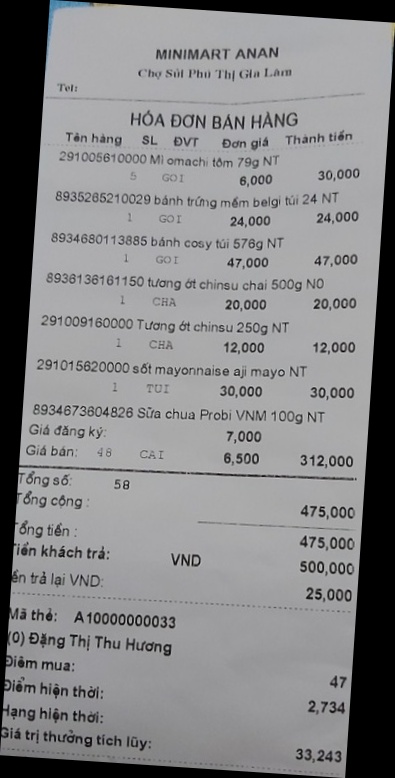 MINIMART ANAN
Chợ Sủi Phú Thị Gia Lâm
Tel:
HÓA ĐƠN BÁN HÀNG
Tên hàng SL ĐVT Đơn giá Thành tiền
291005610000 Mì omachi tôm 79g NT
5 GOI 6,000 30,000
8935265210029 bánh trứng mềm belgi túi 24 NT
1 GOI 24,000 24,000
8934680113885 bánh cosy túi 576g NT
1 GOI 47,000 47,000
8936136161150 tương ớt chinsu chai 500g N0
1 CHA 20,000 20,000
291009160000 Tương ớt chinsu 250g NT
1 CHA 12,000 12,000
291015620000 sốt mayonnaise aji mayo NT
1 TUI 30,000 30,000
8934673604826 Sữa chua Probi VNM 100g NT
Giá đăng ký: 7,000
Giá bán: 48 CAI 6,500 312,000
Tổng số: 58
Tổng cộng : 475,000
Tổng tiền : 475,000
Tiền khách trả: VND 500,000
ền trả lại VND: 25,000
Mã thẻ: A10000000033
(0) Đặng Thị Thu Hương
Điểm mua: 47
Điểm hiện thời: 2,734
Hạng hiện thời:
Giá trị thưởng tích lũy: 33,243